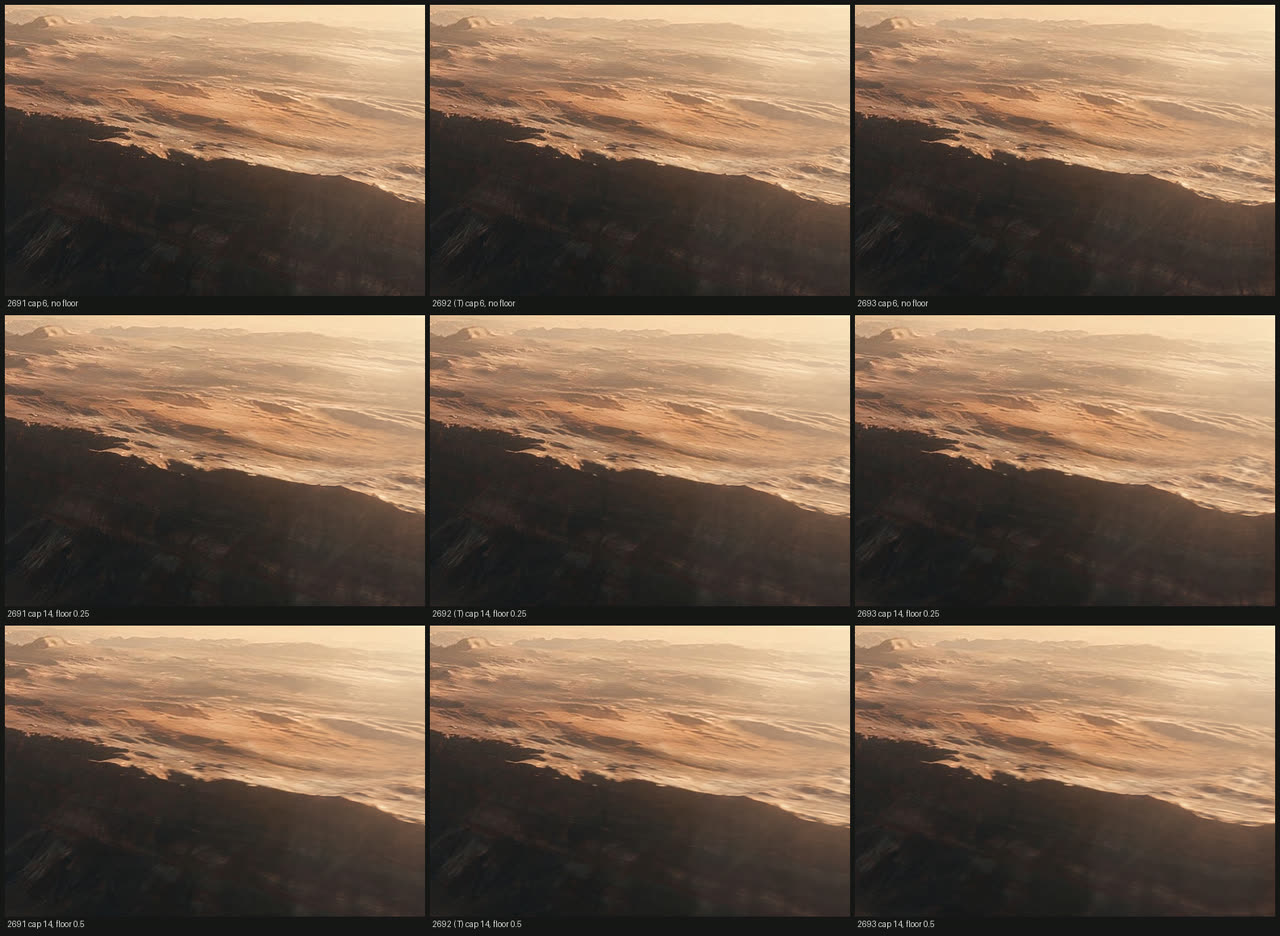 2691 cap 6, no floor
2692 (T) cap 6, no floor
2693 cap 6, no floor
2691 cap 14, floor 0.25
2692 (T) cap 14, floor 0.25
2693 cap 14, floor 0.25
2691 cap 14, floor 0.5
2692 (T) cap 14, floor 0.5
2693 cap 14, floor 0.5